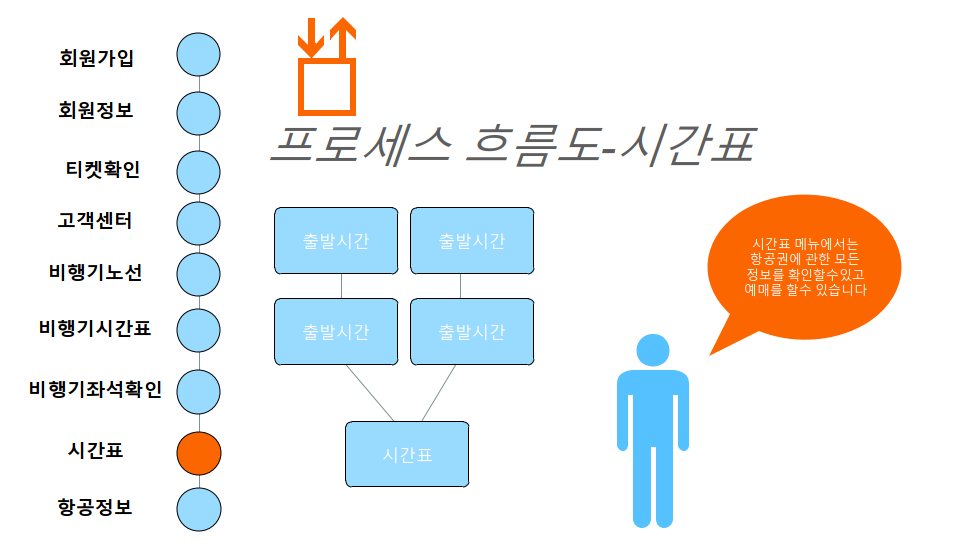 회원가입
회원정보
티켓확인
고객센터
비행기노선
비행기시간표
비행기좌석확인
시간표
항공정보
프로세스 흐름도-시간표
출발시간
출발시간
출발시간
출발시간
시간표
시간표 메뉴에서는
항공권에 관한 모든
정보를 확인할수있고
예매를 할수 있습니다